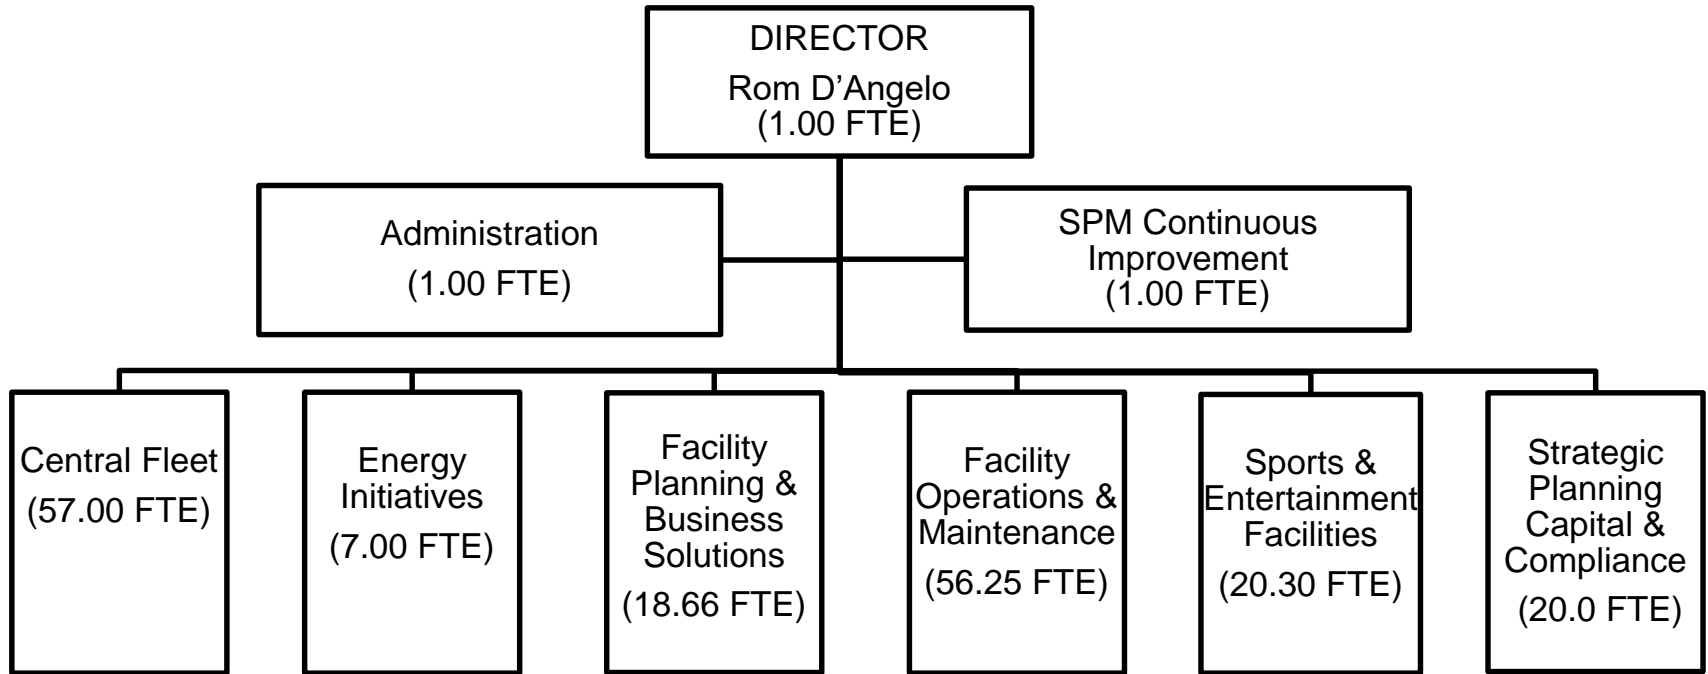 DIRECTOR
Rom D’Angelo
(1.00 FTE)
Administration
(1.00 FTE)
SPM Continuous
Improvement
(1.00 FTE)
Central Fleet
(57.00 FTE)
Energy
Initiatives
(7.00 FTE)
Facility
Planning &
Business
Solutions
(18.66 FTE)
Facility
Operations &
Maintenance
(56.25 FTE)
Sports &
Entertainment
Facilities
(20.30 FTE)
Strategic
Planning
Capital &
Compliance
(20.0 FTE)